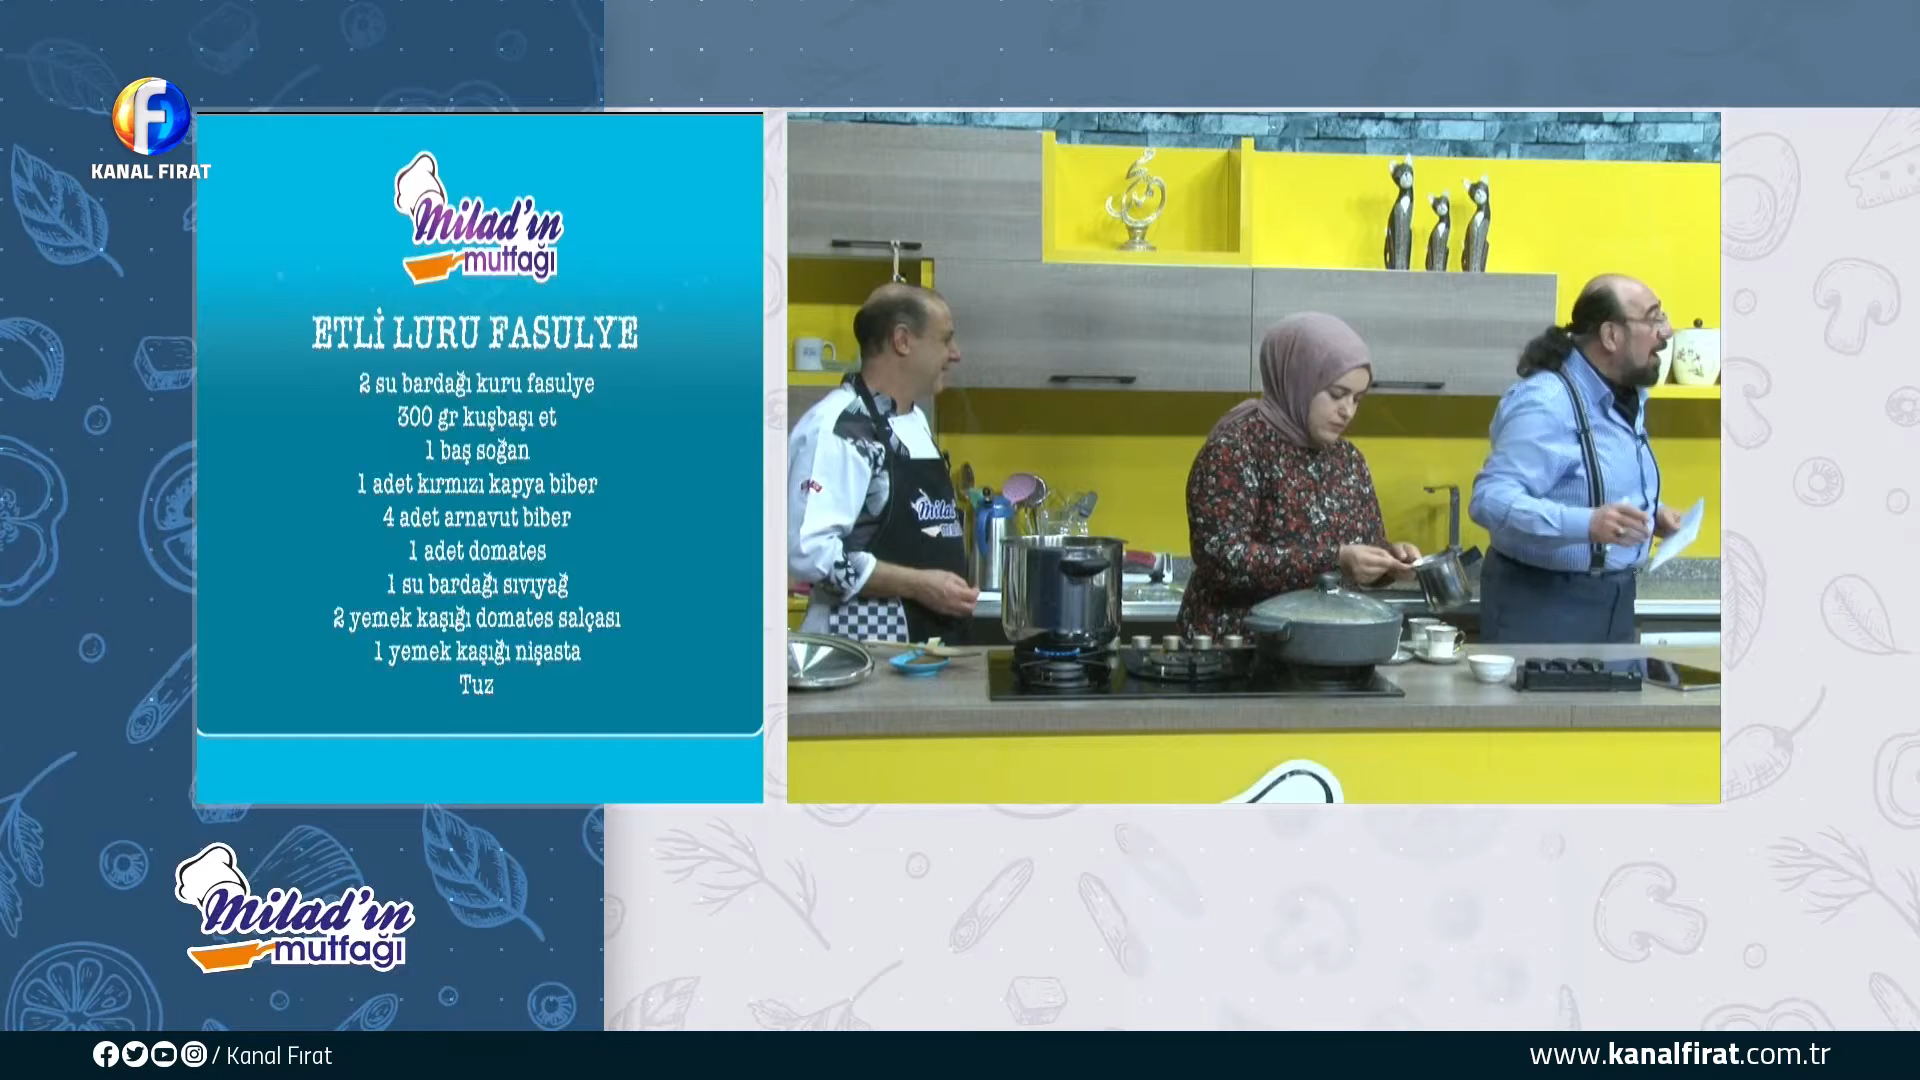 KANAL FIRAT
Milad'ın
mutfağı
ETLİ LURU FASULYE
2 su bardağı kuru fasulye
300 gr kuşbaşı et
1 baş soğan
1 adet kırmızı kapya biber
4 adet arnavut biber
1 adet domates
1 su bardağı sıvıyağ
2 yemek kaşığı domates salçası
1 yemek kaşığı nişasta
Tuz
Milad'ın
mutfağı
/ Kanal Fırat
www.kanalfirat.com.tr